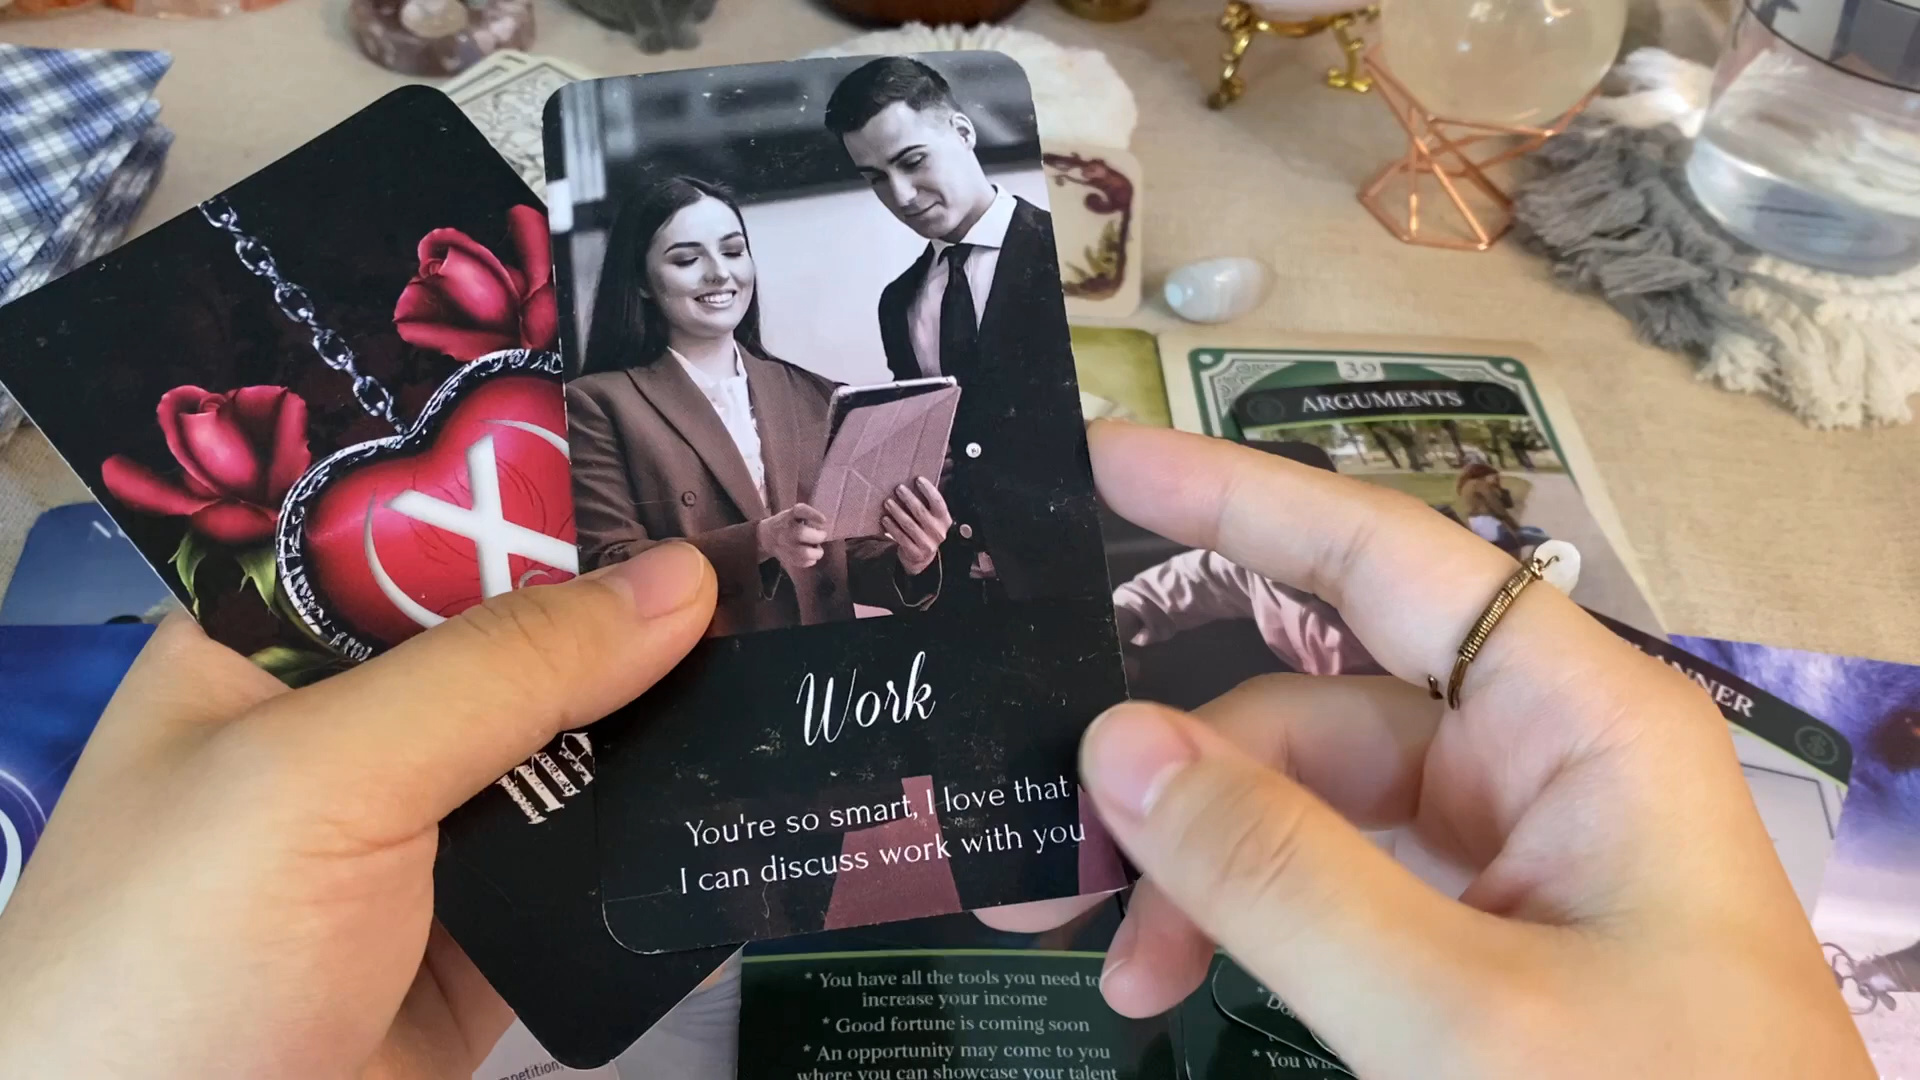 X
39
ARGUMENTS
Work
You're so smart, I love that
I can discuss work with you
* You have all the tools you need to
increase your income
* Good fortune is coming soon
* An opportunity may come to you
where you can showcase your talent
* You